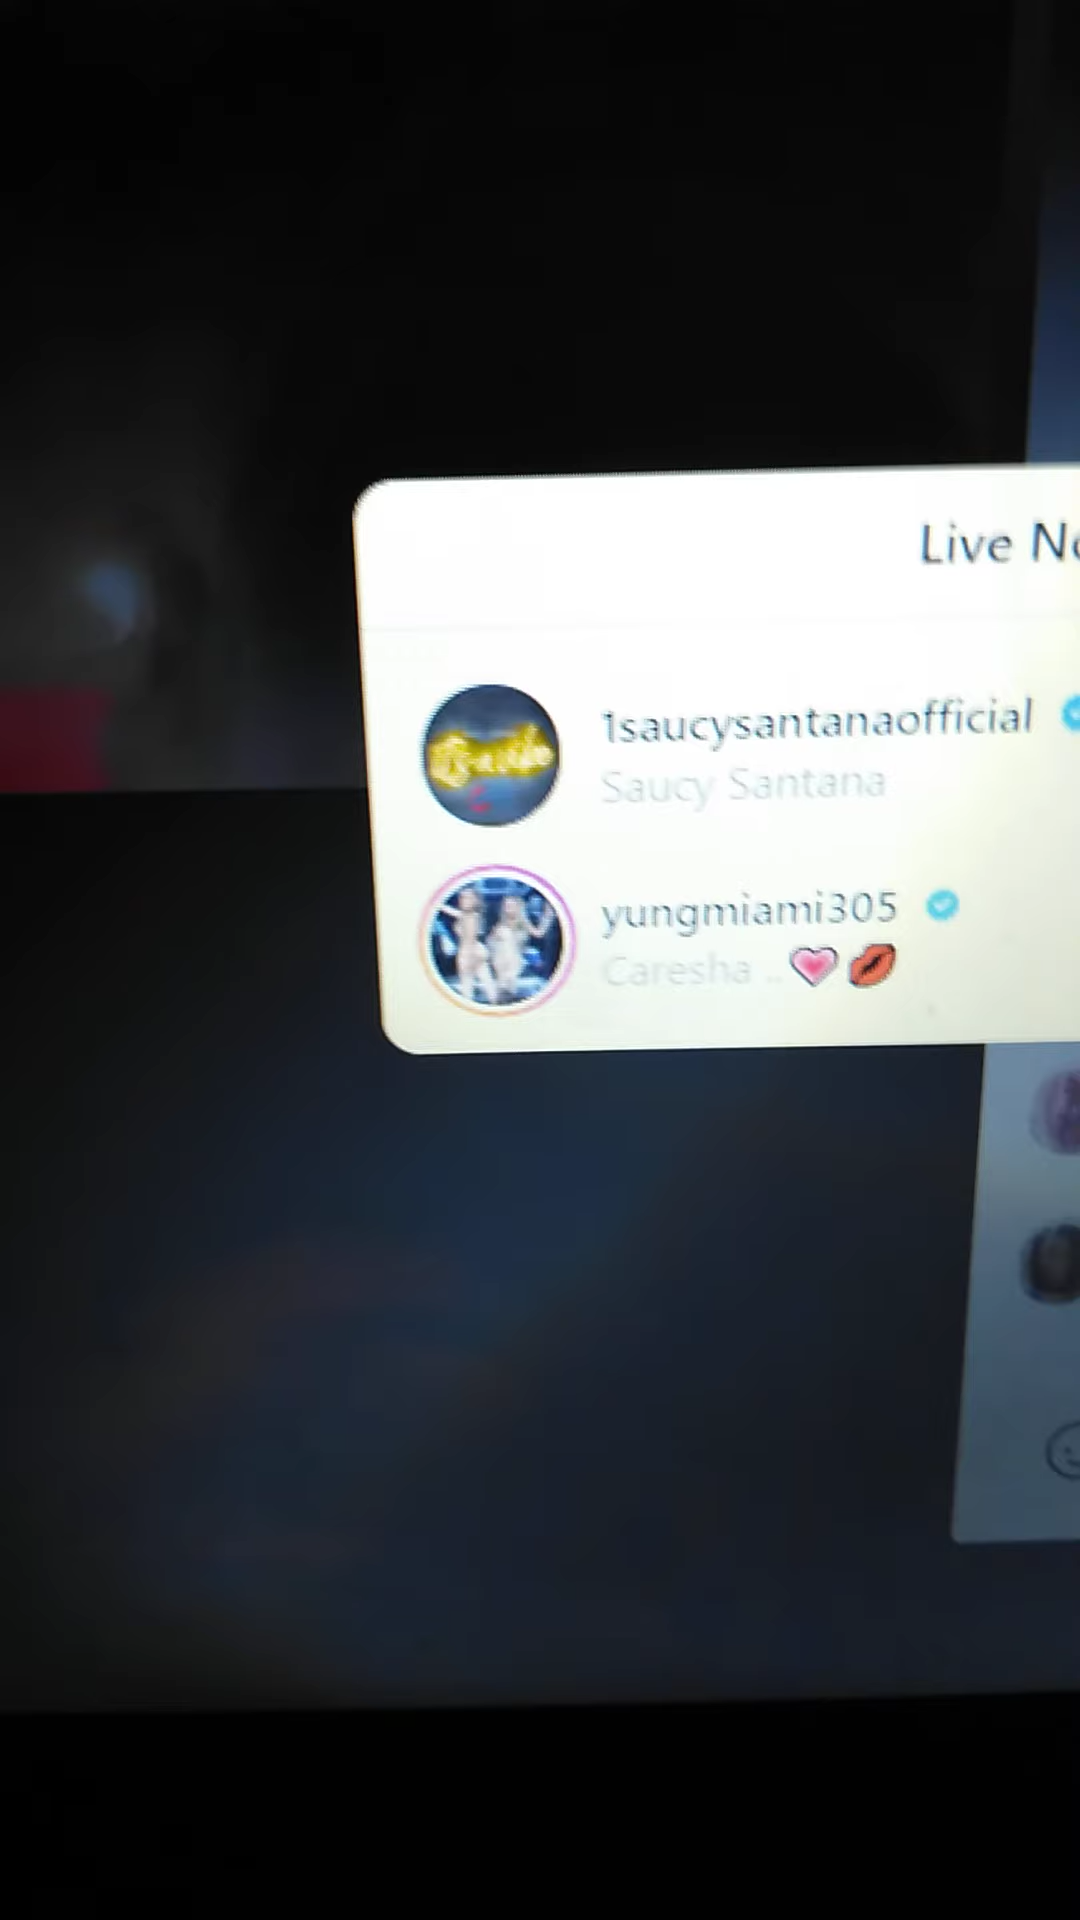 Live No
1saucysantanaofficial
Saucy Santana
yungmiami305
Caresha .. 💗💋